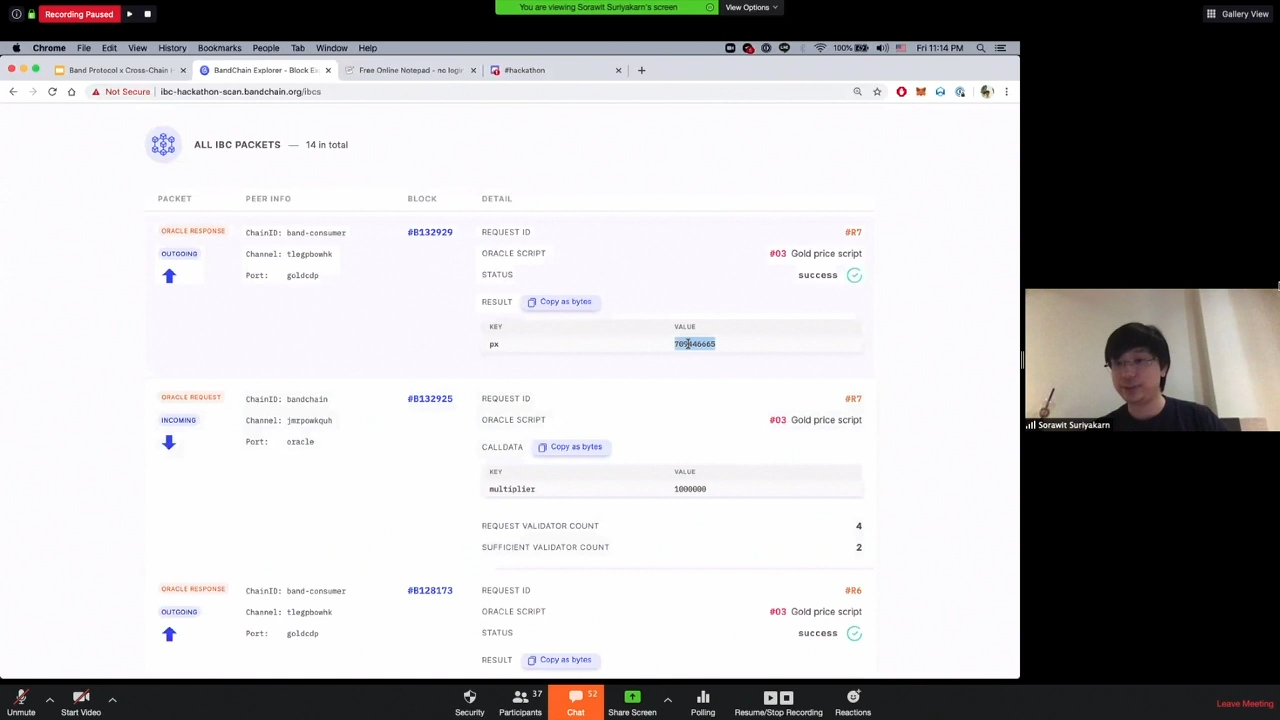 Recording Paused
You are viewing Sorawit Suriyakarn's screen
View Options
Gallery View
Chrome File Edit View History Bookmarks People Tab Window Help
100% Fri 11:14 PM
Band Protocol x Cross-Chain
BandChain Explorer - Block Ex
Free Online Notepad - no login
#hackathon
Not Secure ibc-hackathon-scan.bandchain.org/ibcs
ALL IBC PACKETS — 14 in total
PACKET PEER INFO BLOCK DETAIL
ORACLE RESPONSE ChainID: band-consumer #B132929 REQUEST ID #R7
OUTGOING Channel: tlegpbowhk ORACLE SCRIPT #03 Gold price script
Port: goldcdp STATUS success
RESULT Copy as bytes
KEY VALUE
px
ORACLE REQUEST ChainID: bandchain #B132925 REQUEST ID #R7
INCOMING Channel: jmrpowkquh ORACLE SCRIPT #03 Gold price script
Port: oracle CALLDATA Copy as bytes
KEY VALUE
multiplier 1000000
REQUEST VALIDATOR COUNT 4
SUFFICIENT VALIDATOR COUNT 2
ORACLE RESPONSE ChainID: band-consumer #B128173 REQUEST ID #R6
OUTGOING Channel: tlegpbowhk ORACLE SCRIPT #03 Gold price script
Port: goldcdp STATUS success
RESULT Copy as bytes
Sorawit Suriyakarn
Unmute
Start Video
Security
Participants 37
Chat 52
Share Screen
Polling
Resume/Stop Recording
Reactions
Leave Meeting